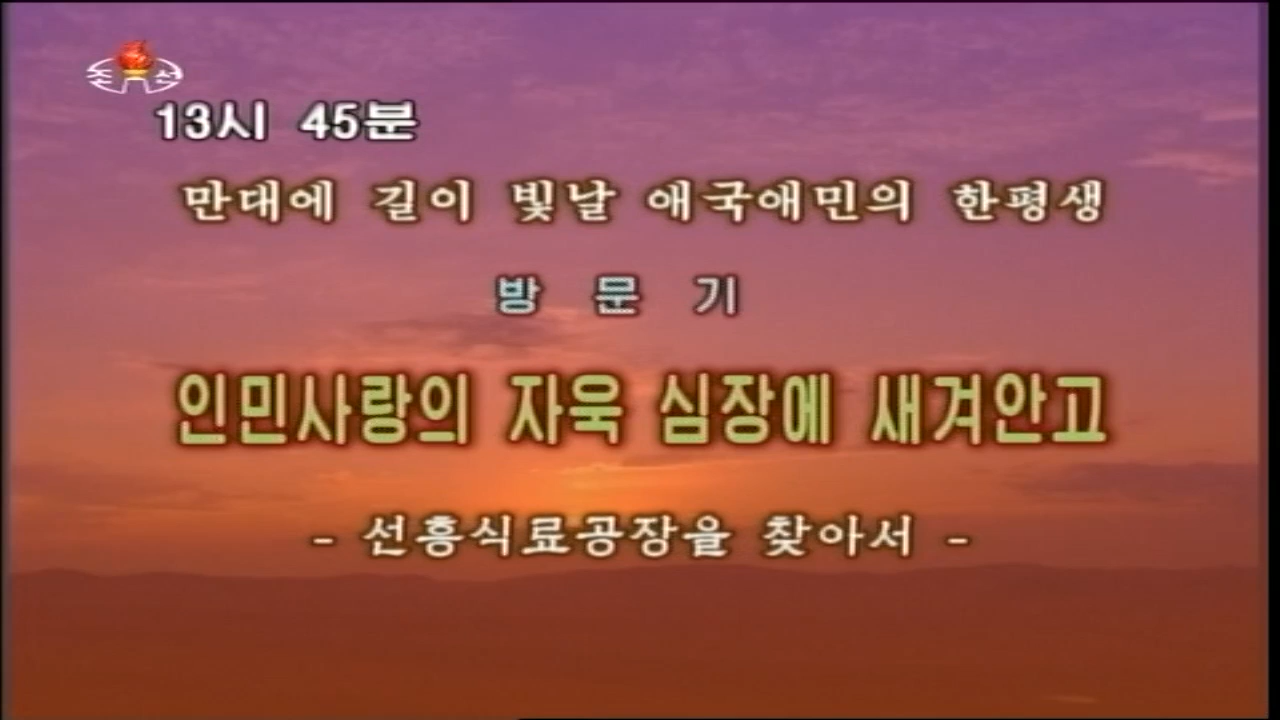 조선
13시 45분
만대에 길이 빛날 애국애민의 한평생
방 문 기
인민사랑의 자욱 심장에 새겨안고
- 선흥식료공장을 찾아서 -